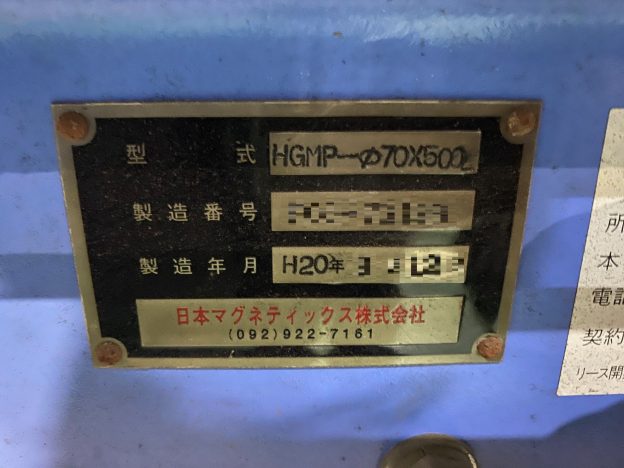 型 式 HGMP-φ70X500L
製造番号
製造年月 H20年
日本マグネティックス株式会社
(092)922-7161
所
本
電話
契約
リース開